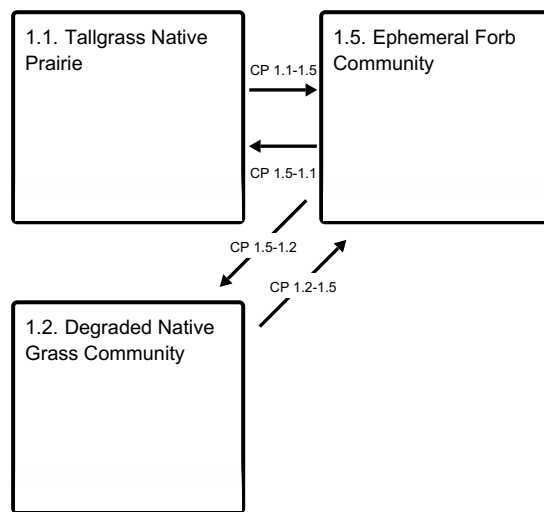 1.1. Tallgrass Native
Prairie
CP 1.1-1.5
1.5. Ephemeral Forb
Community
CP 1.5-1.1
CP 1.5-1.2
CP 1.2-1.5
1.2. Degraded Native
Grass Community